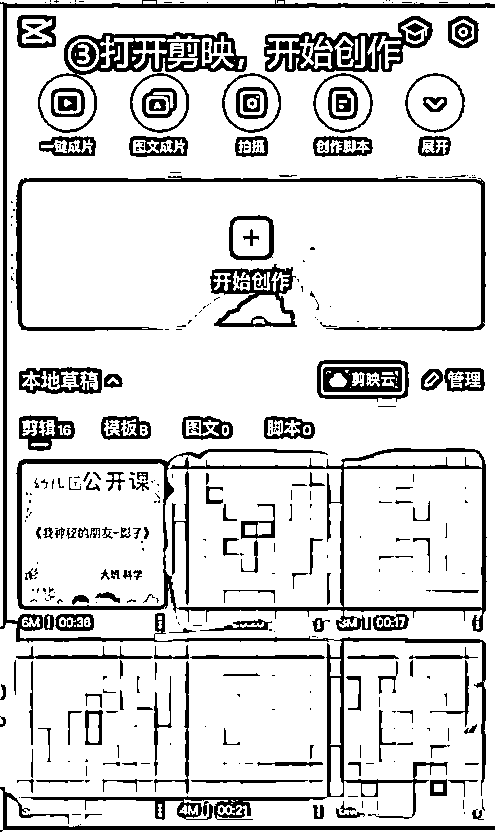 ③打开剪映，开始创作
一键成片 图文成片 拍摄 创作脚本 展开
开始创作
本地草稿 剪映云 管理
剪辑16 模板8 图文0 脚本0
公开课
《我神秘的朋友-影子》
大班 科学
6M | 00:38
3M | 00:17
4M | 00:21